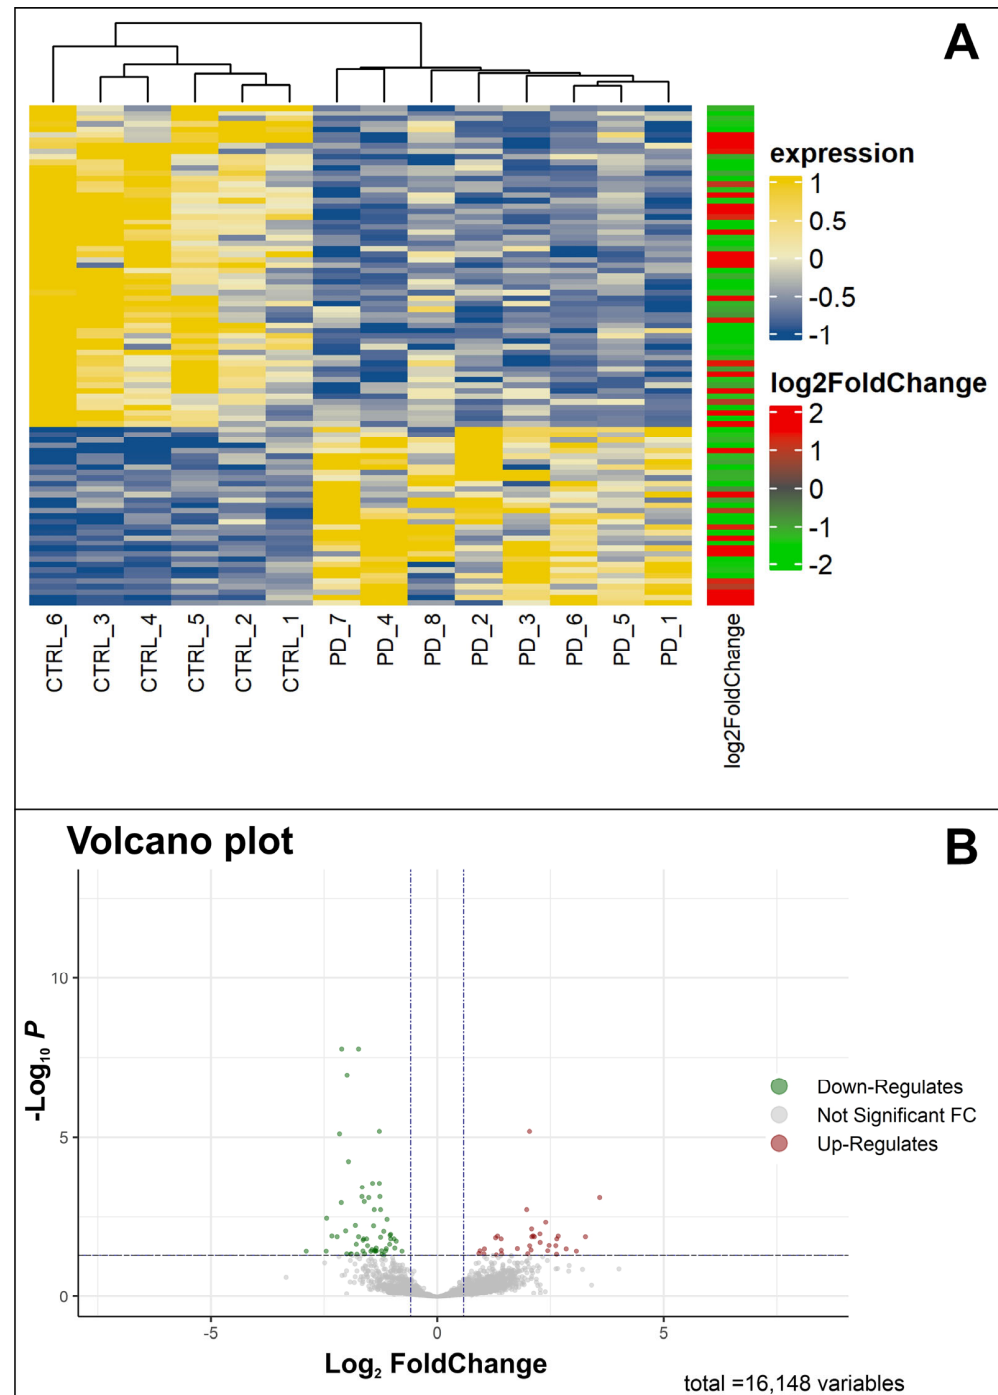 A
expression
1
0.5
0
-0.5
-1
log2FoldChange
2
1
0
-1
-2
CTRL_6
CTRL_3
CTRL_4
CTRL_5
CTRL_2
CTRL_1
PD_7
PD_4
PD_8
PD_2
PD_3
PD_6
PD_5
PD_1
log2FoldChange
Volcano plot
B
10
5
0
-Log₁₀ P
Down-Regulates
Not Significant FC
Up-Regulates
-5
0
5
Log₂ FoldChange
total =16,148 variables